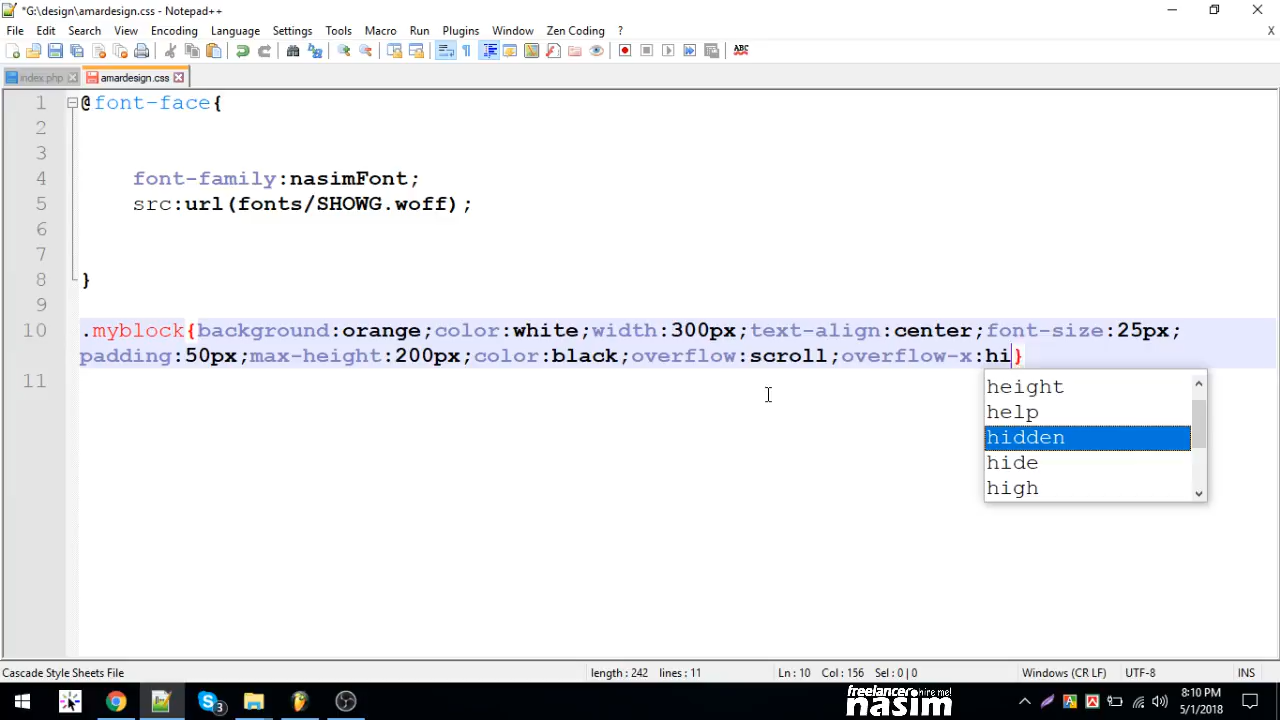 *G:\design\amardesign.css - Notepad++
File Edit Search View Encoding Language Settings Tools Macro Run Plugins Window Zen Coding ? X
ABC
index.php amardesign.css
1 @font-face{
2
3
4 font-family:nasimFont;
5 src:url(fonts/SHOWG.woff);
6
7
8 }
9
10 .myblock{background:orange;color:white;width:300px;text-align:center;font-size:25px;
padding:50px;max-height:200px;color:black;overflow:scroll;overflow-x:hi}
11
height
help
hidden
hide
high
Cascade Style Sheets File length : 242 lines : 11 Ln : 10 Col : 156 Sel : 0 | 0 Windows (CR LF) UTF-8 INS
3
freelancer hire me!
nasim
8:10 PM
5/1/2018